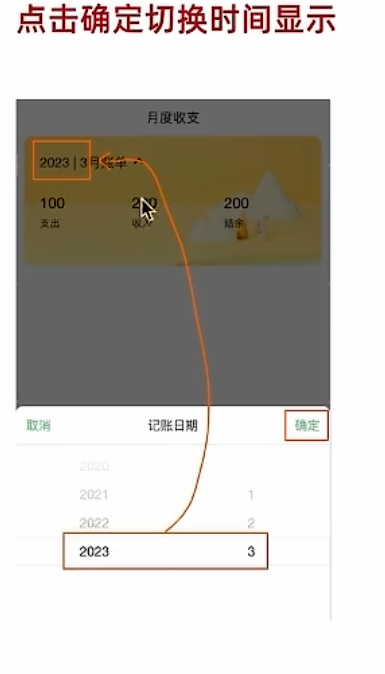 点击确定切换时间显示
月度收支
2023 | 3月账单
100 200 200
支出 收入 结余
取消 记账日期 确定
2020
2021 1
2022 2
2023 3